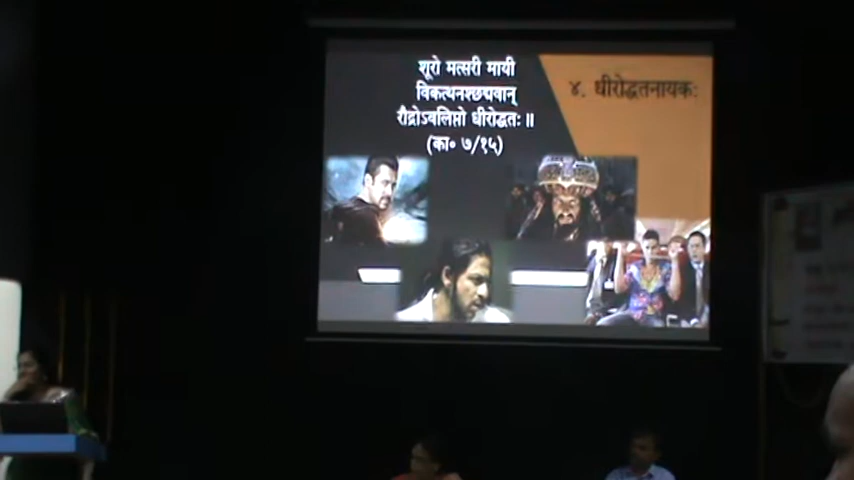 शूरो मत्सरी मायी
विकत्थनश्छद्मवान्
रौद्रोऽवलिप्तो धीरोद्धतः॥
(का० ७/१५)
४. धीरोद्धतनायकः